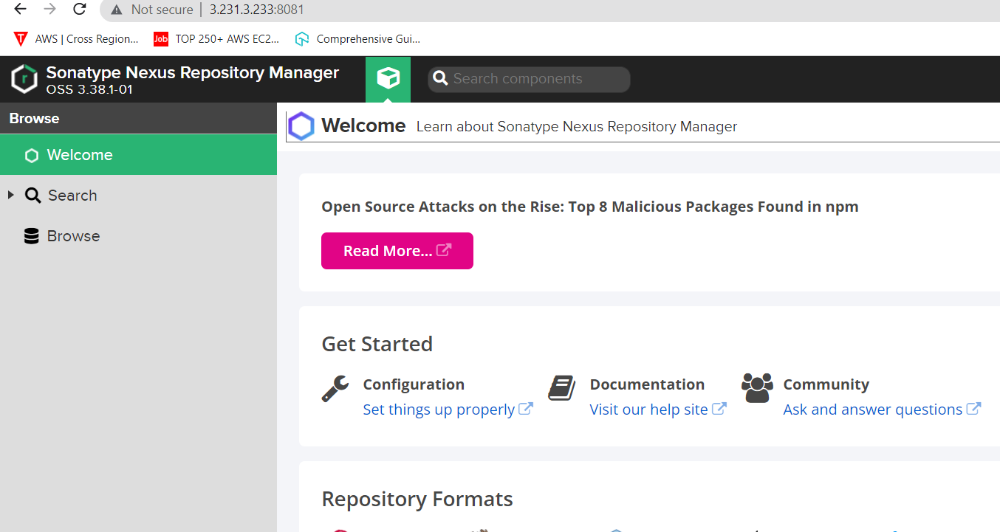 Not secure | 3.231.3.233:8081
AWS | Cross Region... Job TOP 250+ AWS EC2... Comprehensive Gui...
Sonatype Nexus Repository Manager
OSS 3.38.1-01
Search components
Browse
Welcome
Search
Browse
Welcome Learn about Sonatype Nexus Repository Manager
Open Source Attacks on the Rise: Top 8 Malicious Packages Found in npm
Read More...
Get Started
Configuration
Set things up properly
Documentation
Visit our help site
Community
Ask and answer questions
Repository Formats